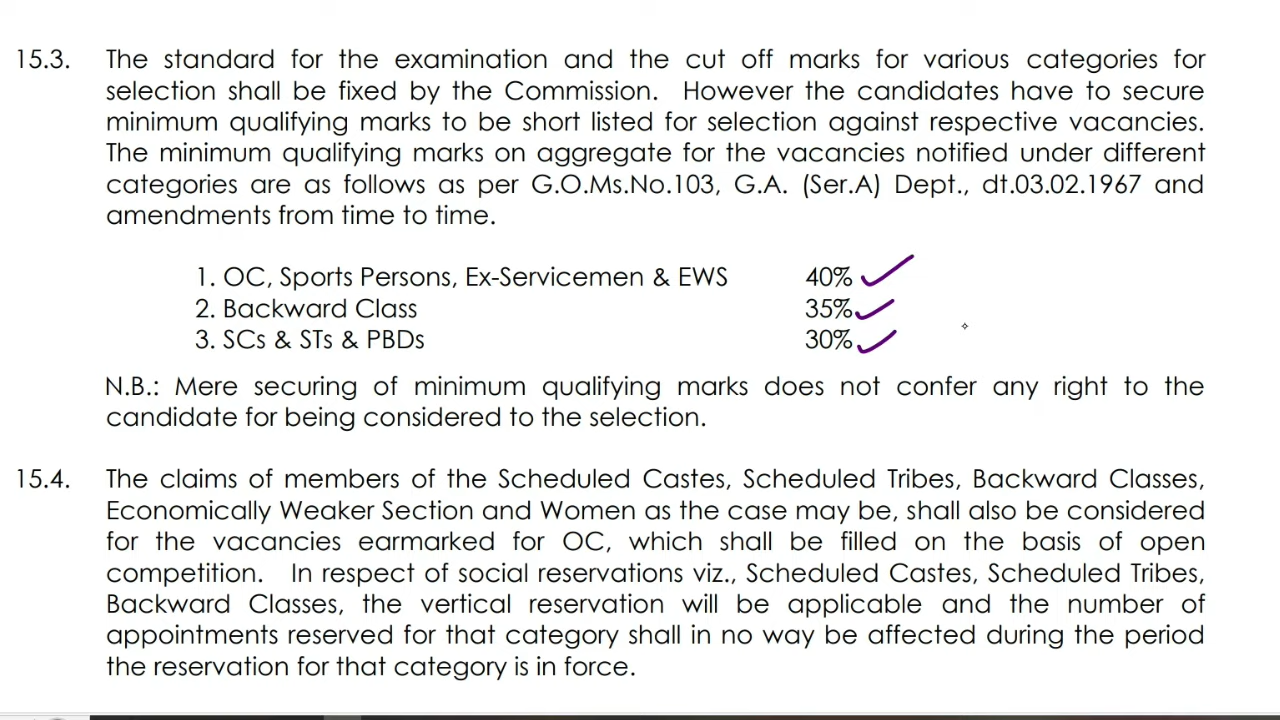 15.3. The standard for the examination and the cut off marks for various categories for
selection shall be fixed by the Commission. However the candidates have to secure
minimum qualifying marks to be short listed for selection against respective vacancies.
The minimum qualifying marks on aggregate for the vacancies notified under different
categories are as follows as per G.O.Ms.No.103, G.A. (Ser.A) Dept., dt.03.02.1967 and
amendments from time to time.
1. OC, Sports Persons, Ex-Servicemen & EWS 40%
2. Backward Class 35%
3. SCs & STs & PBDs 30%
N.B.: Mere securing of minimum qualifying marks does not confer any right to the
candidate for being considered to the selection.
15.4. The claims of members of the Scheduled Castes, Scheduled Tribes, Backward Classes,
Economically Weaker Section and Women as the case may be, shall also be considered
for the vacancies earmarked for OC, which shall be filled on the basis of open
competition. In respect of social reservations viz., Scheduled Castes, Scheduled Tribes,
Backward Classes, the vertical reservation will be applicable and the number of
appointments reserved for that category shall in no way be affected during the period
the reservation for that category is in force.